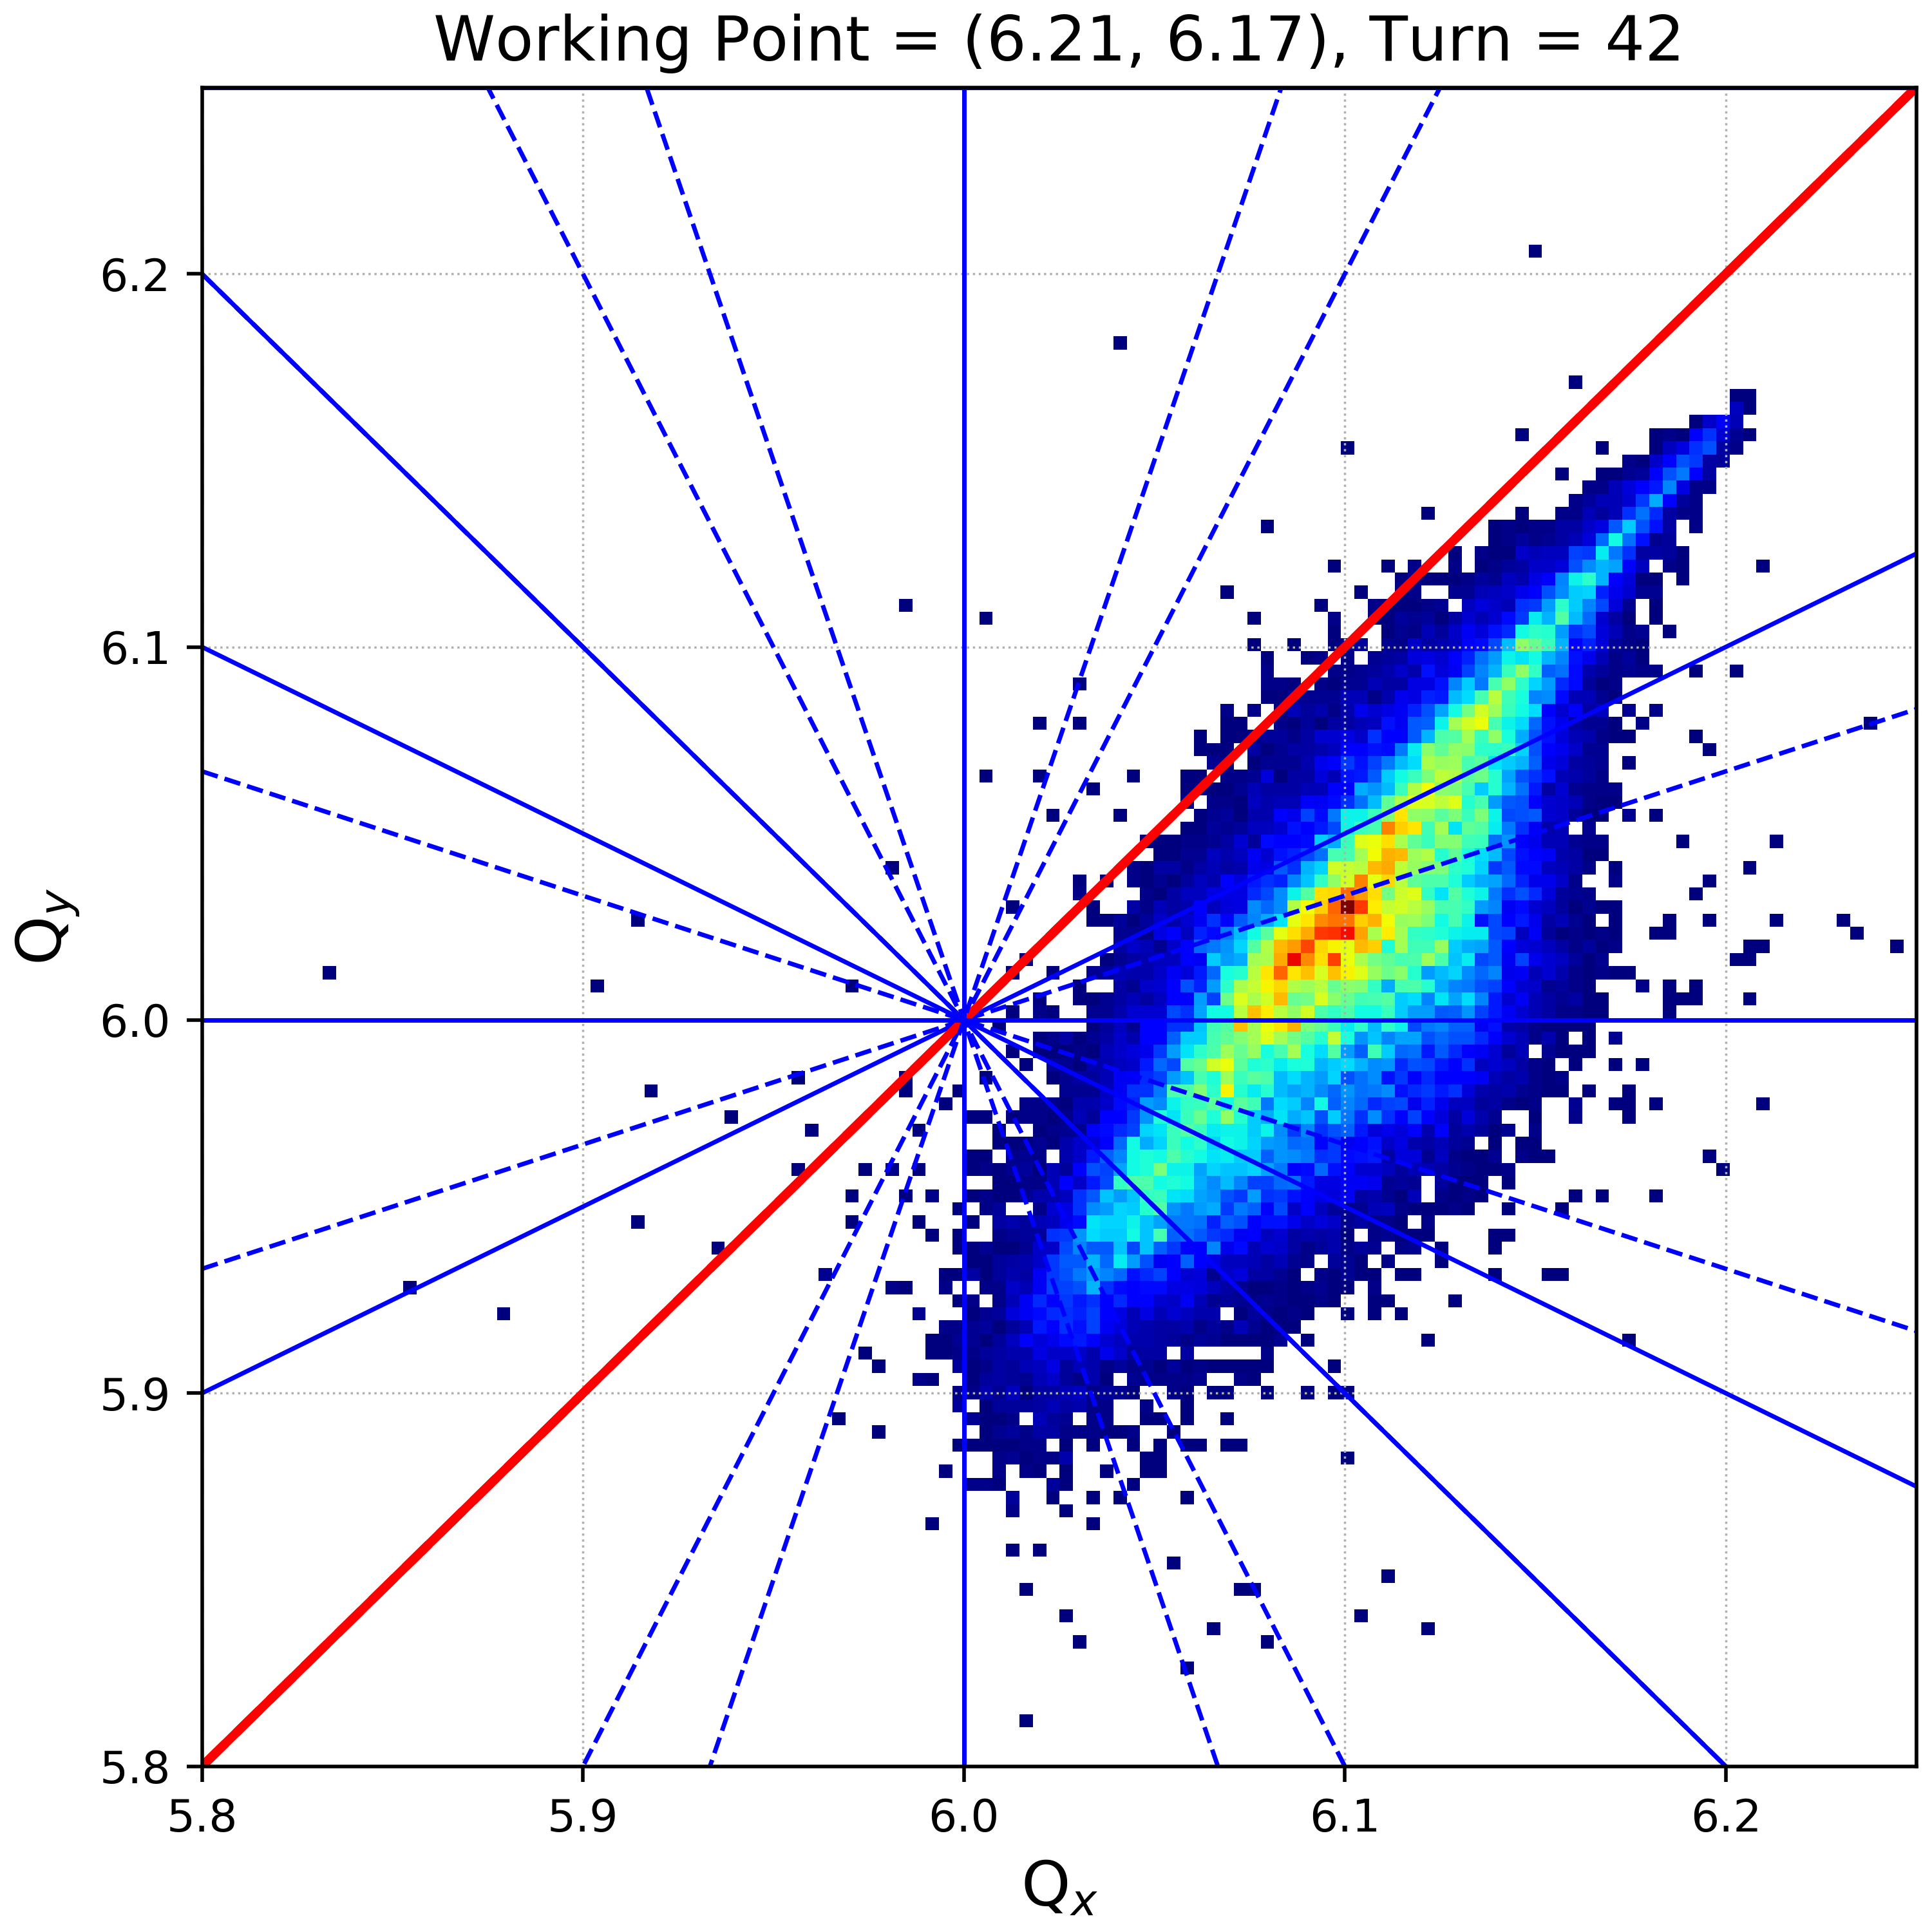 Working Point = (6.21, 6.17), Turn = 42
6.2
6.1
6.0
5.9
5.8
Qy
5.8 5.9 6.0 6.1 6.2
Qx